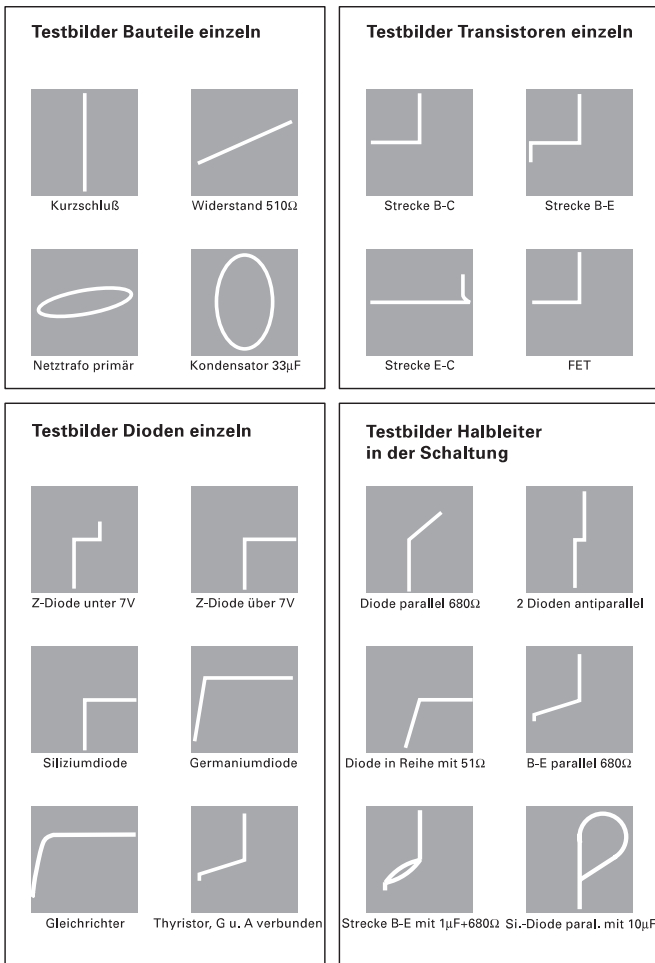 Testbilder Bauteile einzeln
Kurzschluß
Widerstand 510Ω
Netztrafo primär
Kondensator 33µF
Testbilder Transistoren einzeln
Strecke B-C
Strecke B-E
Strecke E-C
FET
Testbilder Dioden einzeln
Z-Diode unter 7V
Z-Diode über 7V
Siliziumdiode
Germaniumdiode
Gleichrichter
Thyristor, G u. A verbunden
Testbilder Halbleiter
in der Schaltung
Diode parallel 680Ω
2 Dioden antiparallel
Diode in Reihe mit 51Ω
B-E parallel 680Ω
Strecke B-E mit 1µF+680Ω
Si.-Diode paral. mit 10µF